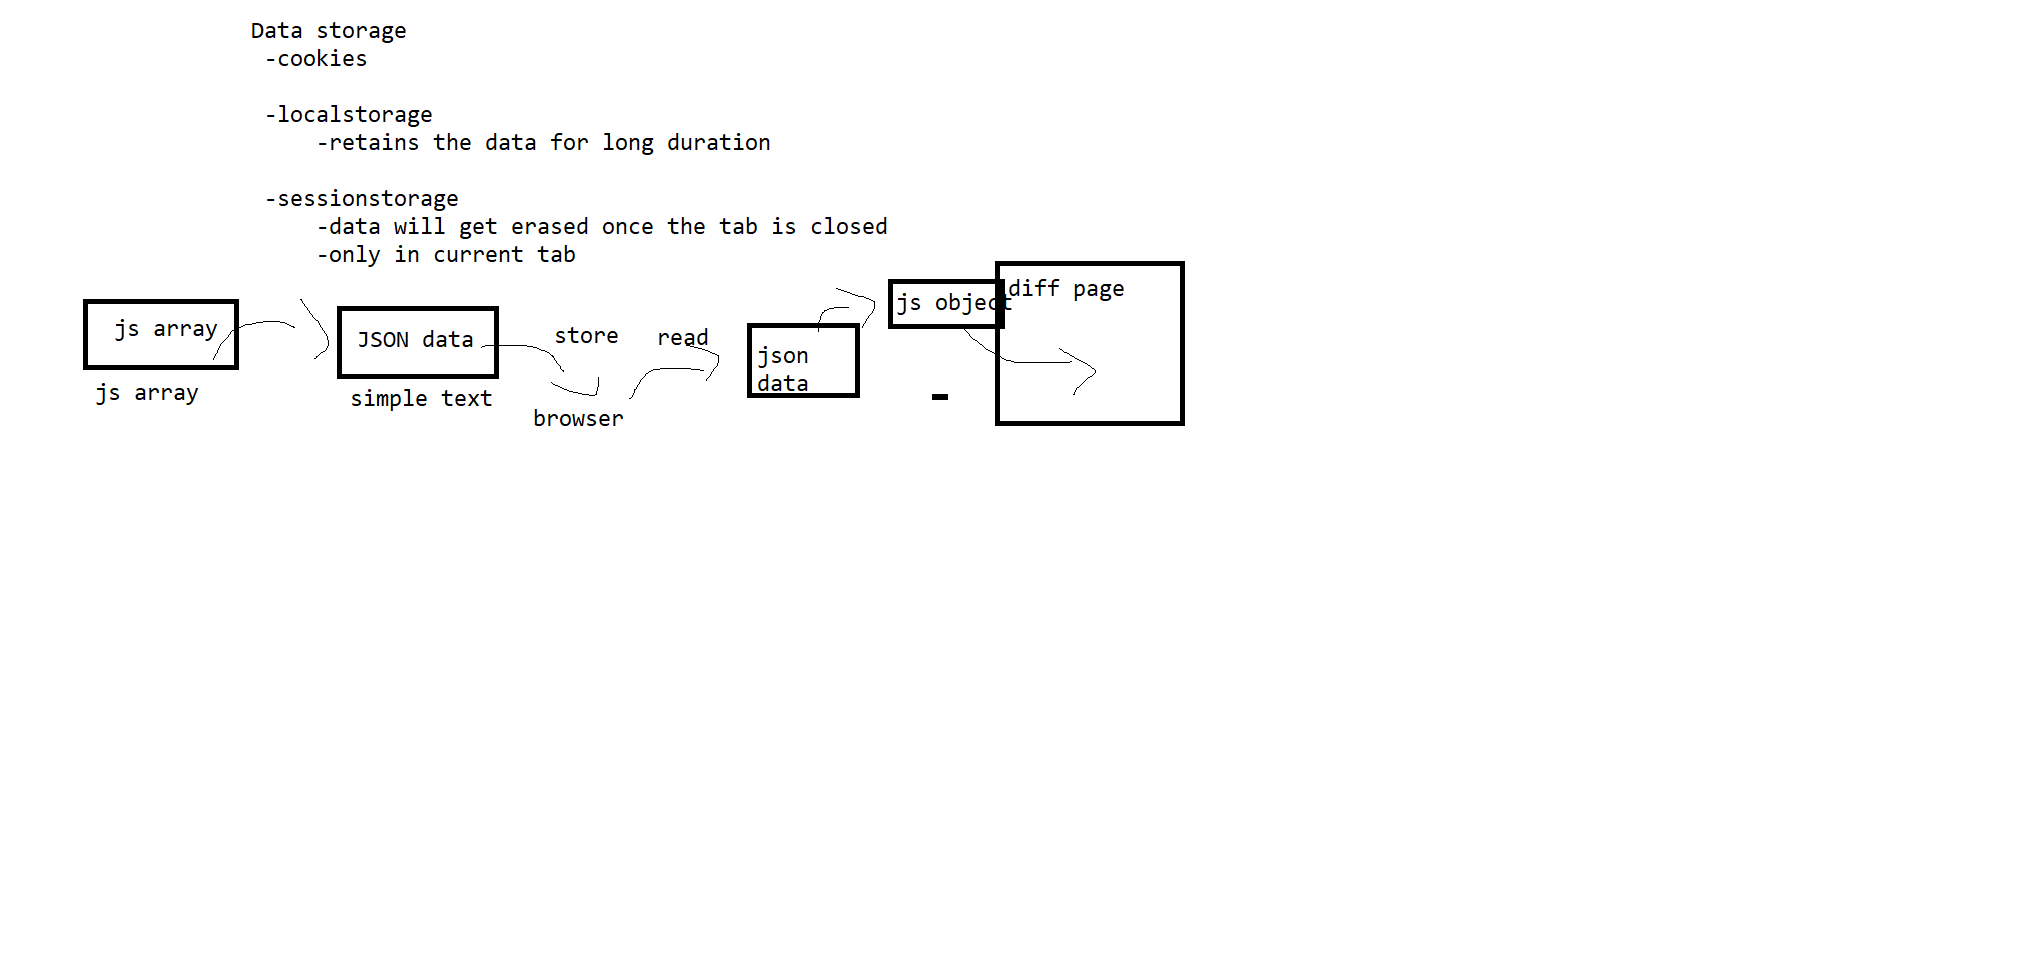 Data storage
-cookies
-localstorage
-retains the data for long duration
-sessionstorage
-data will get erased once the tab is closed
-only in current tab
js array
js array
JSON data
simple text
store
browser
read
json
data
js object
diff page